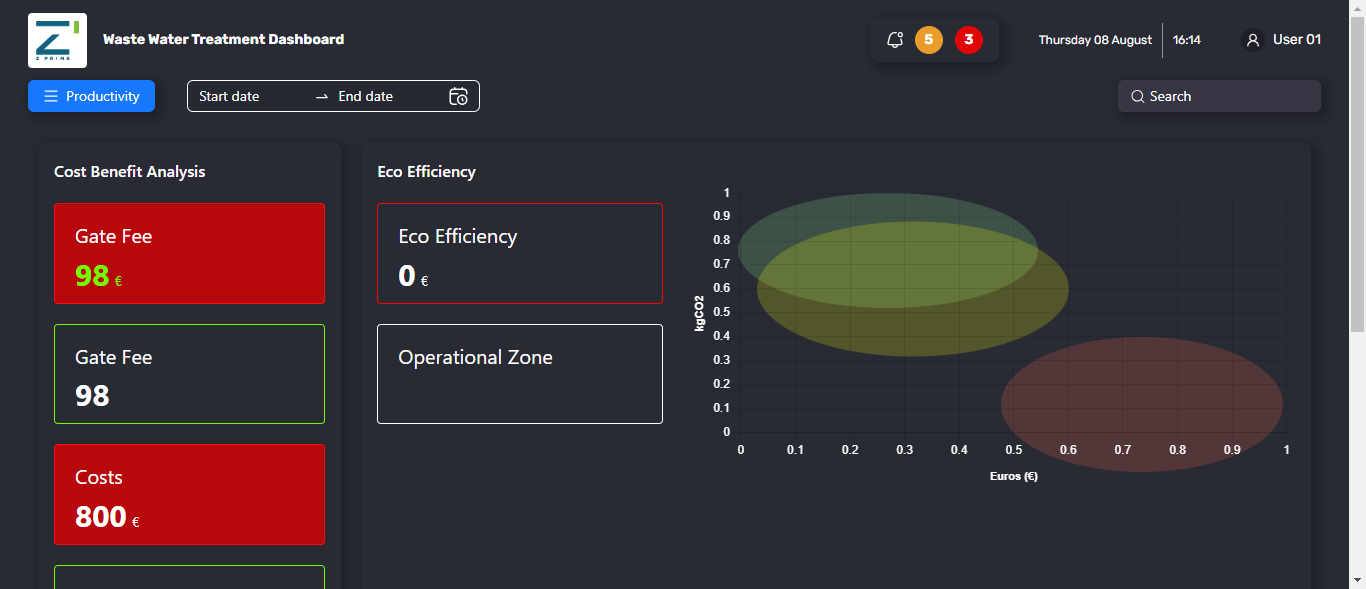 Z PRIME
Waste Water Treatment Dashboard
5
3
Thursday 08 August
16:14
User 01
Productivity
Start date
End date
Search
Cost Benefit Analysis
Gate Fee
98 €
Gate Fee
98
Costs
800 €
Eco Efficiency
Eco Efficiency
0 €
Operational Zone
kgCO2
1
0.9
0.8
0.7
0.6
0.5
0.4
0.3
0.2
0.1
0
0 0.1 0.2 0.3 0.4 0.5 0.6 0.7 0.8 0.9 1
Euros (€)